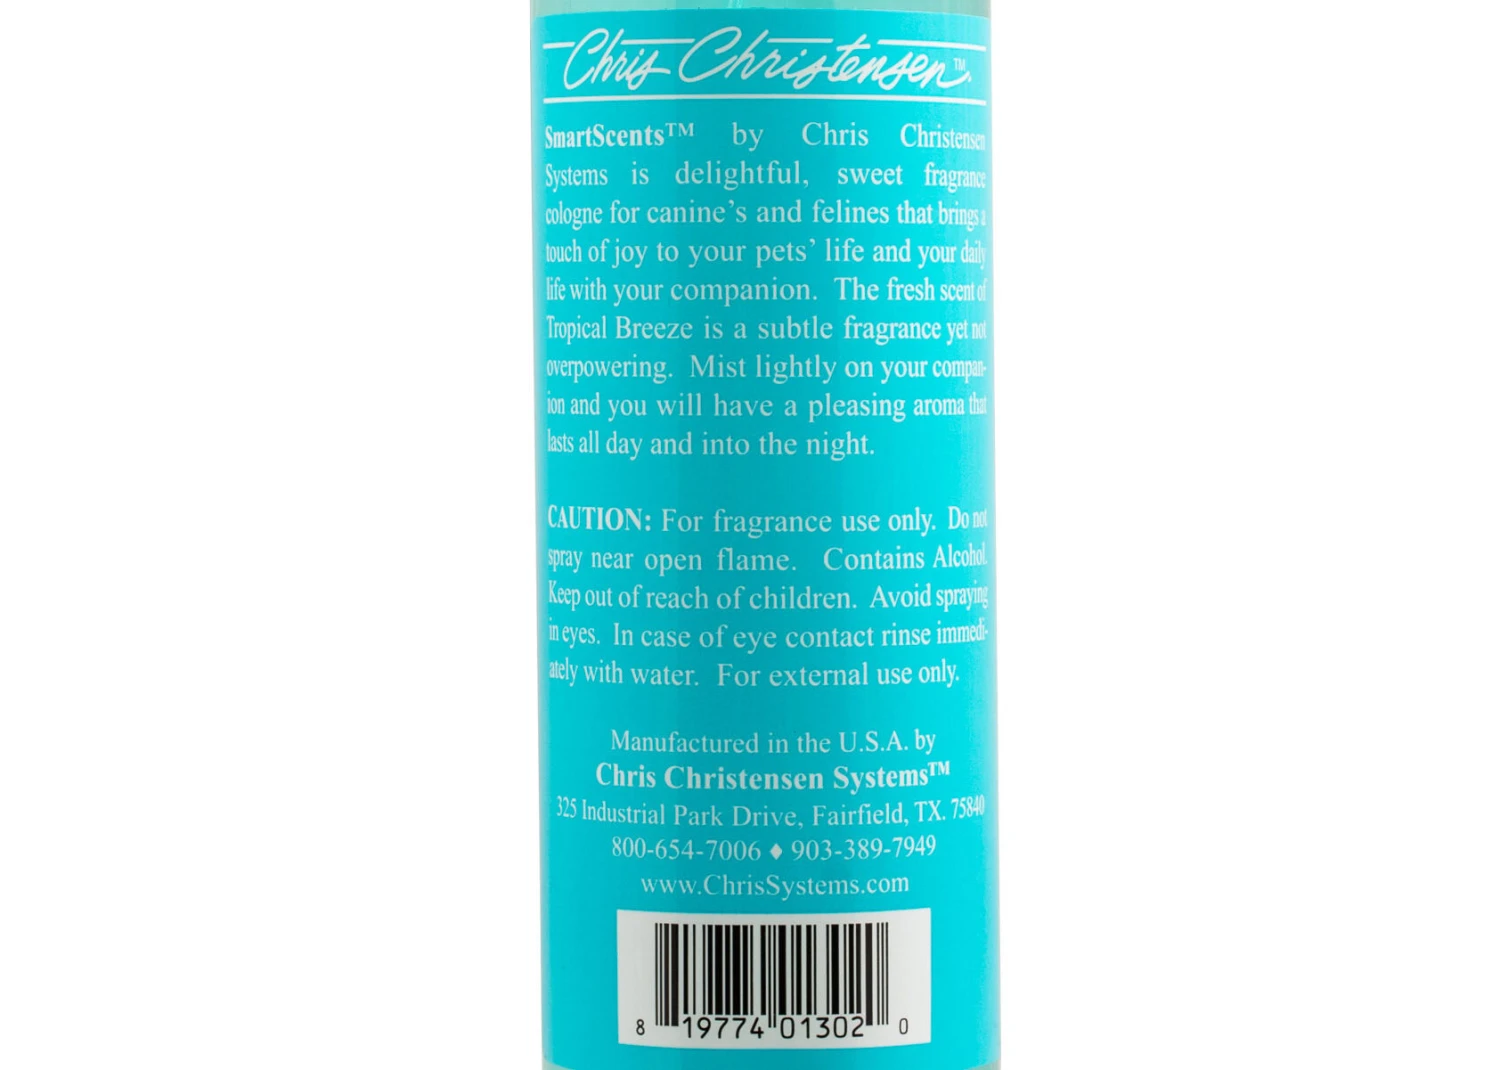 Chris Christensen™
SmartScents™ by Chris Christensen
Systems is delightful, sweet fragrance
cologne for canine’s and felines that brings a
touch of joy to your pets’ life and your daily
life with your companion. The fresh scent of
Tropical Breeze is a subtle fragrance yet not
overpowering. Mist lightly on your compan-
ion and you will have a pleasing aroma that
lasts all day and into the night.
CAUTION: For fragrance use only. Do not
spray near open flame. Contains Alcohol.
Keep out of reach of children. Avoid spraying
in eyes. In case of eye contact rinse immedi-
ately with water. For external use only.
Manufactured in the U.S.A. by
Chris Christensen Systems™
325 Industrial Park Drive, Fairfield, TX. 75840
800-654-7006 ♦ 903-389-7949
www.ChrisSystems.com
8 19774 01302 0